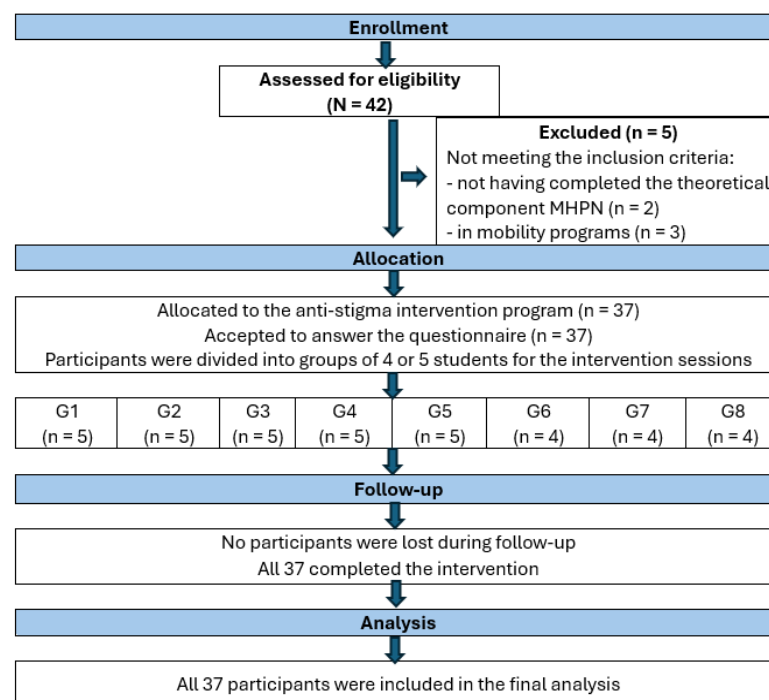 Enrollment
Assessed for eligibility
(N = 42)
Excluded (n = 5)
Not meeting the inclusion criteria:
- not having completed the theoretical
component MHPN (n = 2)
- in mobility programs (n = 3)
Allocation
Allocated to the anti-stigma intervention program (n = 37)
Accepted to answer the questionnaire (n = 37)
Participants were divided into groups of 4 or 5 students for the intervention sessions
G1 G2 G3 G4 G5 G6 G7 G8
(n = 5) (n = 5) (n = 5) (n = 5) (n = 5) (n = 4) (n = 4) (n = 4)
Follow-up
No participants were lost during follow-up
All 37 completed the intervention
Analysis
All 37 participants were included in the final analysis